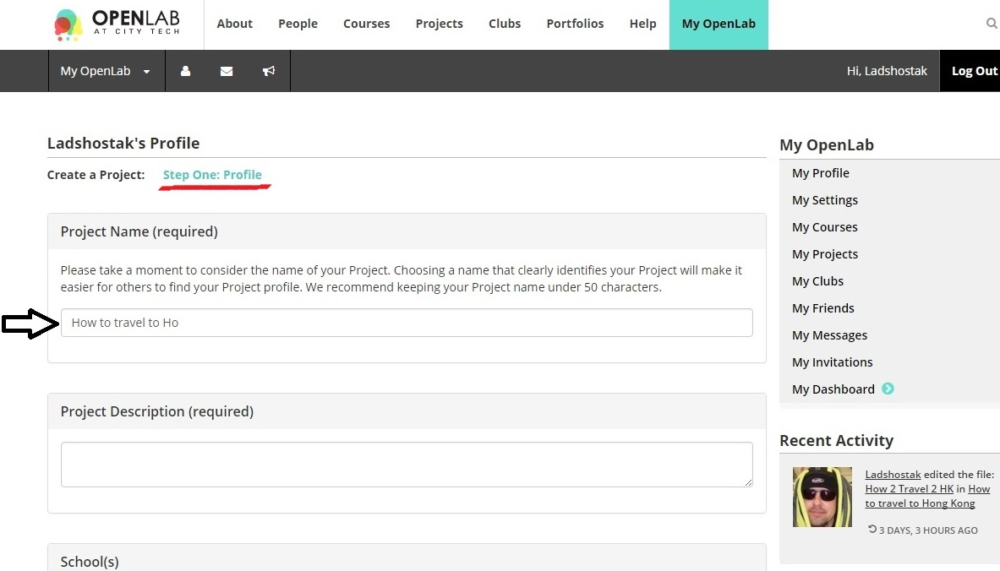 OPENLAB
AT CITY TECH
About People Courses Projects Clubs Portfolios Help My OpenLab
My OpenLab
Hi, Ladshostak Log Out
Ladshostak's Profile
Create a Project: Step One: Profile
Project Name (required)
Please take a moment to consider the name of your Project. Choosing a name that clearly identifies your Project will make it
easier for others to find your Project profile. We recommend keeping your Project name under 50 characters.
How to travel to Ho
Project Description (required)
School(s)
My OpenLab
My Profile
My Settings
My Courses
My Projects
My Clubs
My Friends
My Messages
My Invitations
My Dashboard
Recent Activity
Ladshostak edited the file:
How 2 Travel 2 HK in How
to travel to Hong Kong
3 DAYS, 3 HOURS AGO